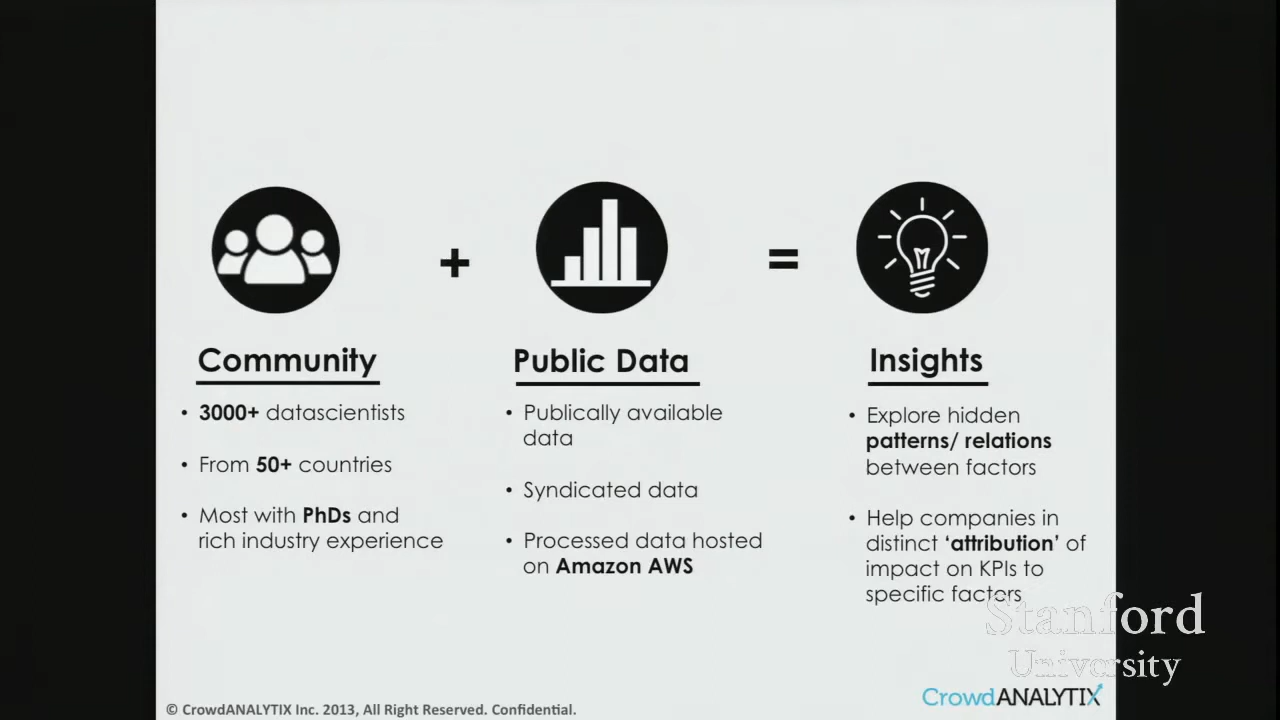 +
=
Community
• 3000+ datascientists
• From 50+ countries
• Most with PhDs and
rich industry experience
Public Data
• Publically available
data
• Syndicated data
• Processed data hosted
on Amazon AWS
Insights
• Explore hidden
patterns/ relations
between factors
• Help companies in
distinct ‘attribution’ of
impact on KPIs to
specific factors
Stanford
University
CrowdANALYTIX
© CrowdANALYTIX Inc. 2013, All Right Reserved. Confidential.